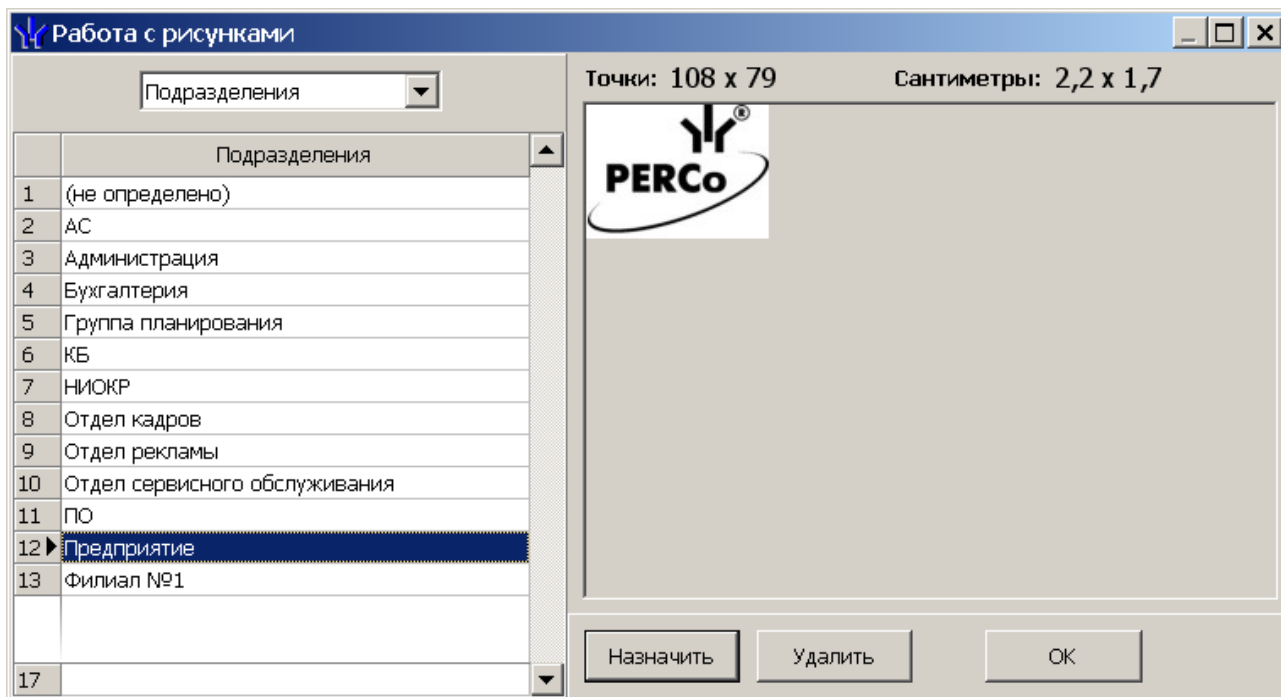 Работа с рисунками
Подразделения
Точки: 108 x 79
Сантиметры: 2,2 x 1,7
Подразделения
1 (не определено)
2 АС
3 Администрация
4 Бухгалтерия
5 Группа планирования
6 КБ
7 НИОКР
8 Отдел кадров
9 Отдел рекламы
10 Отдел сервисного обслуживания
11 ПО
12 Предприятие
13 Филиал №1
17
®
PERCo
Назначить
Удалить
OK